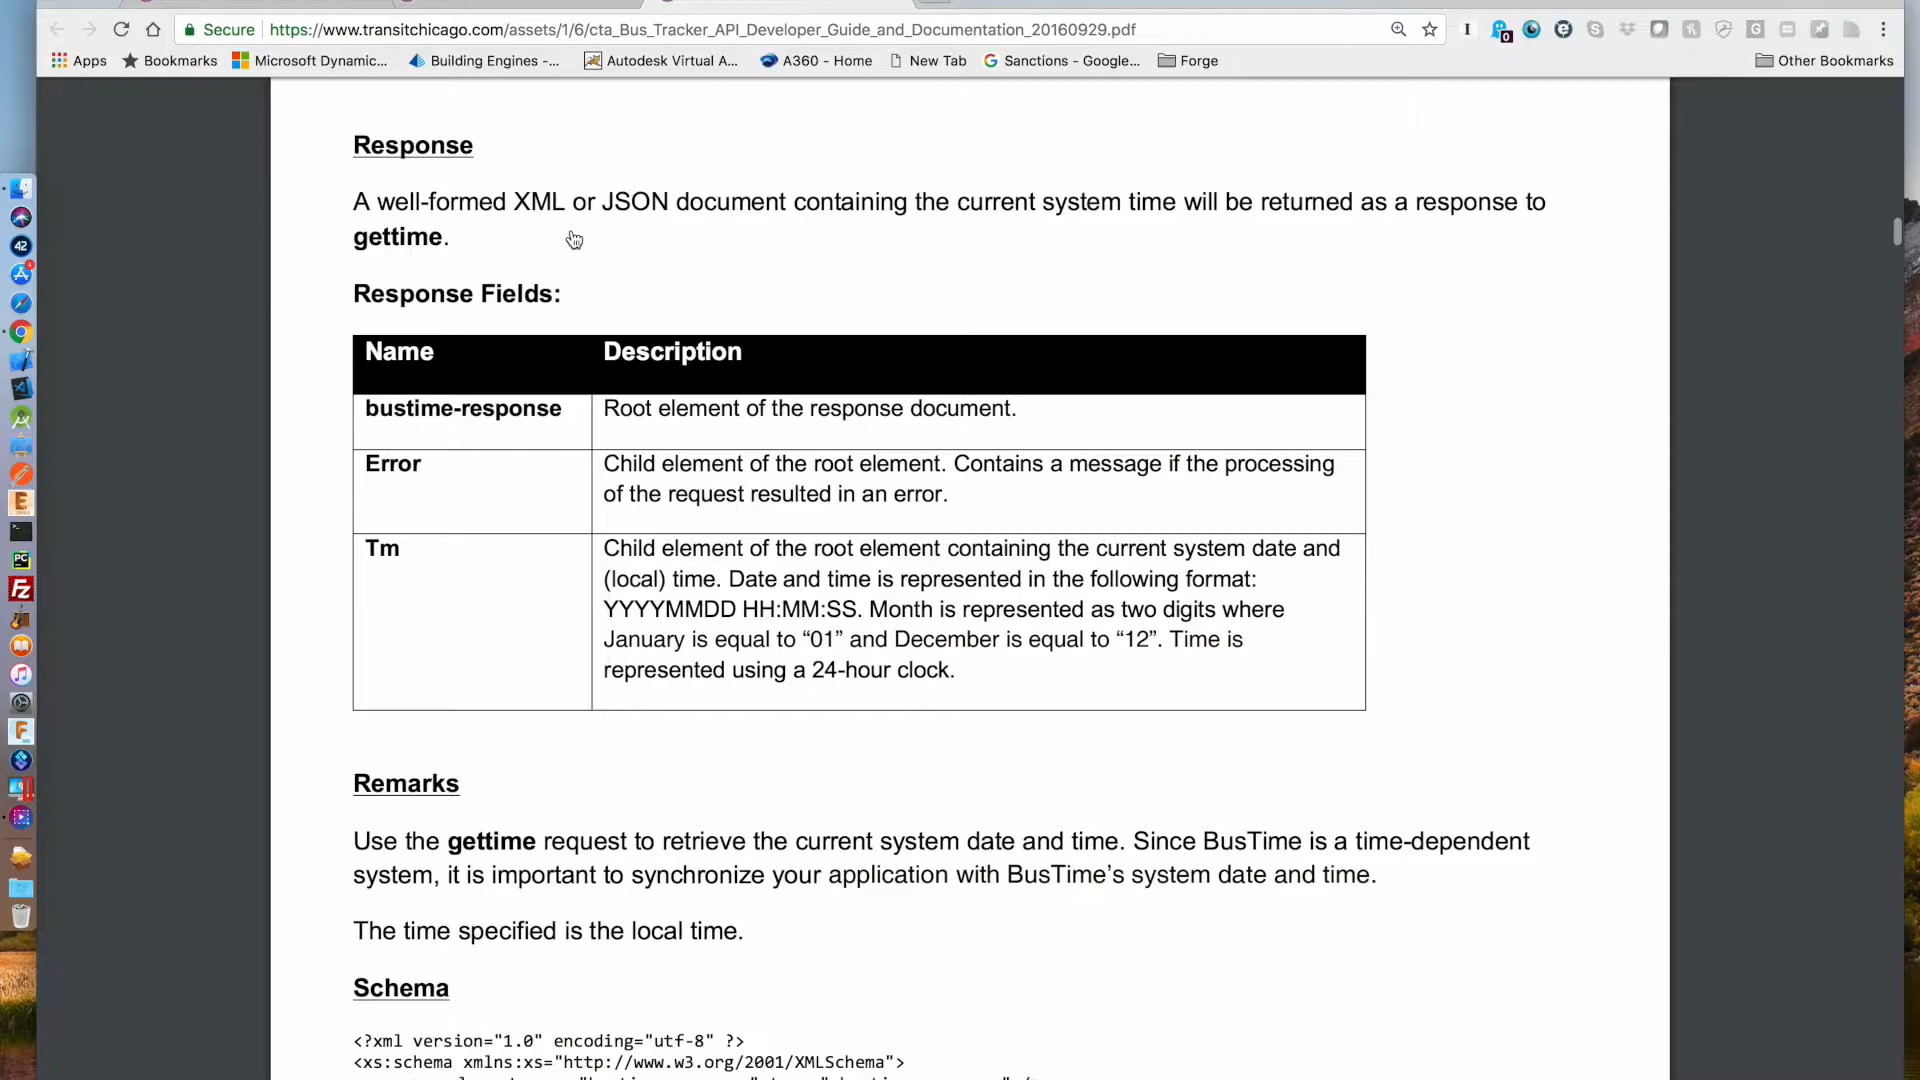 Secure https://www.transitchicago.com/assets/1/6/cta_Bus_Tracker_API_Developer_Guide_and_Documentation_20160929.pdf
Apps Bookmarks Microsoft Dynamic... Building Engines -... Autodesk Virtual A... A360 - Home New Tab Sanctions - Google... Forge Other Bookmarks
Response
A well-formed XML or JSON document containing the current system time will be returned as a response to
gettime.
Response Fields:
Name Description
bustime-response Root element of the response document.
Error Child element of the root element. Contains a message if the processing
of the request resulted in an error.
Tm Child element of the root element containing the current system date and
(local) time. Date and time is represented in the following format:
YYYYMMDD HH:MM:SS. Month is represented as two digits where
January is equal to “01” and December is equal to “12”. Time is
represented using a 24-hour clock.
Remarks
Use the gettime request to retrieve the current system date and time. Since BusTime is a time-dependent
system, it is important to synchronize your application with BusTime’s system date and time.
The time specified is the local time.
Schema
<?xml version="1.0" encoding="utf-8" ?>
<xs:schema xmlns:xs="http://www.w3.org/2001/XMLSchema">